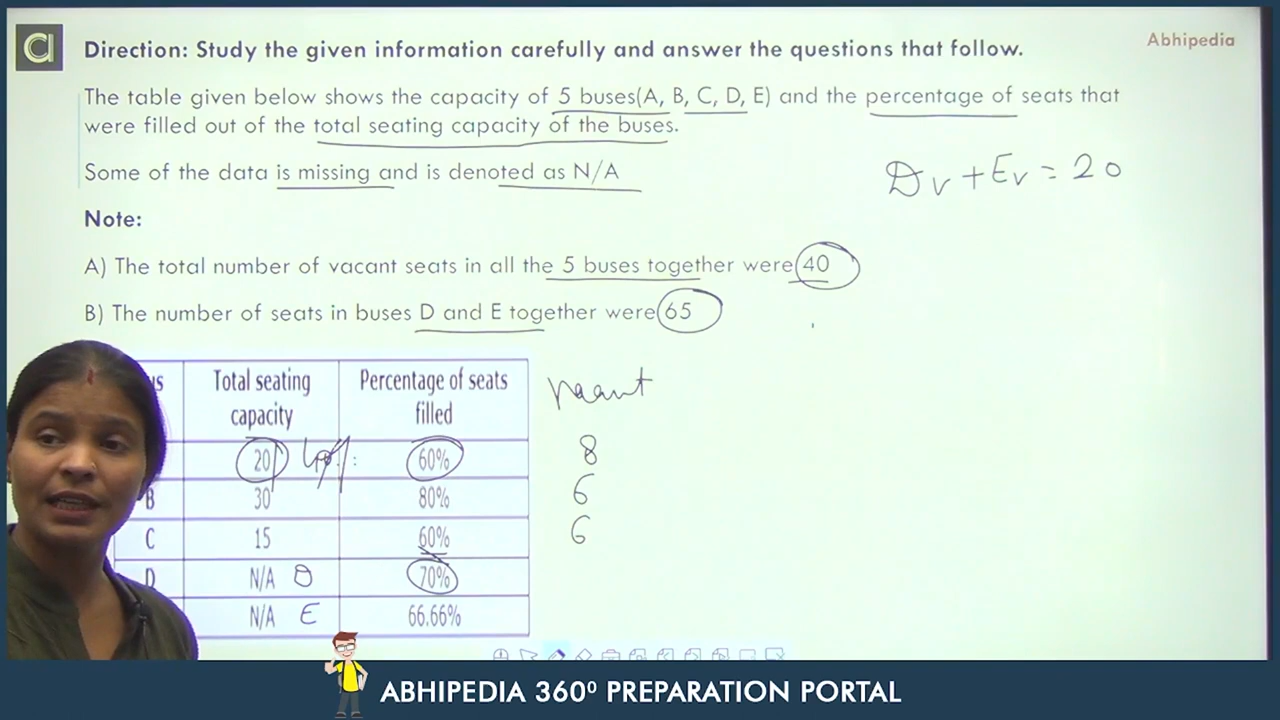 Abhipedia
Direction: Study the given information carefully and answer the questions that follow.
The table given below shows the capacity of 5 buses(A, B, C, D, E) and the percentage of seats that
were filled out of the total seating capacity of the buses.
Some of the data is missing and is denoted as N/A
Dv + Ev = 20
Note:
A) The total number of vacant seats in all the 5 buses together were 40
B) The number of seats in buses D and E together were 65
Total seating capacity Percentage of seats filled Vacant
20 60% 8
B 30 80% 6
C 15 60% 6
D N/A D 70%
N/A E 66.66%
ABHIPEDIA 360⁰ PREPARATION PORTAL